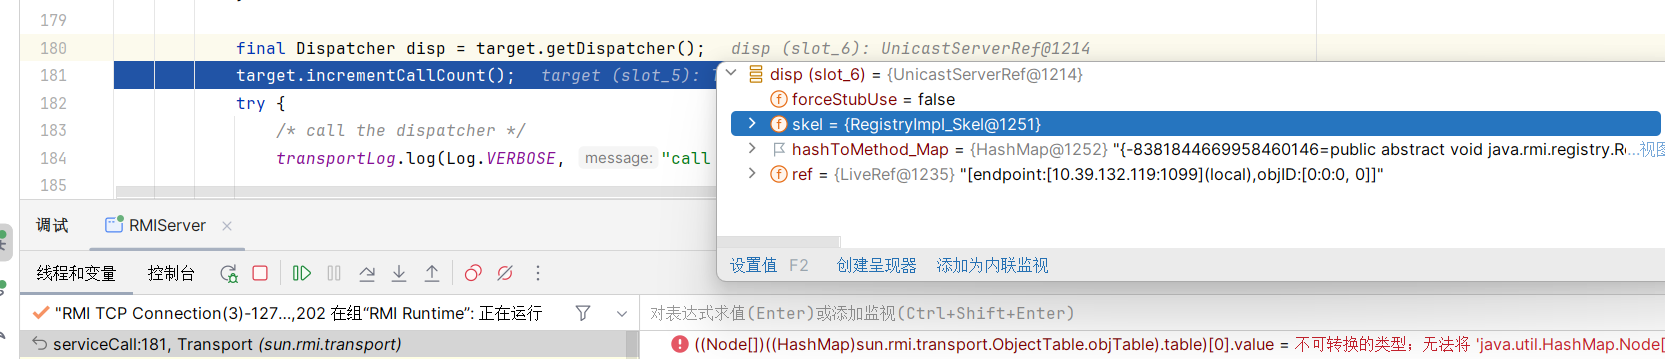 179
180 final Dispatcher disp = target.getDispatcher(); disp (slot_6): UnicastServerRef@1214
181 target.incrementCallCount(); target (slot_5):
disp (slot_6) = {UnicastServerRef@1214}
182 try {
forceStubUse = false
183 /* call the dispatcher */
skel = {RegistryImpl_Skel@1251}
184 transportLog.log(Log.VERBOSE, message: "call
hashToMethod_Map = {HashMap@1252} "{-8381844669958460146=public abstract void java.rmi.registry.Re...视图
185
ref = {LiveRef@1235} "[endpoint:[10.39.132.119:1099](local),objID:[0:0:0, 0]]"
调试 RMIServer
设置值 F2 创建呈现器 添加为内联监视
线程和变量 控制台
"RMI TCP Connection(3)-127...,202 在组“RMI Runtime”: 正在运行
对表达式求值(Enter)或添加监视(Ctrl+Shift+Enter)
serviceCall:181, Transport (sun.rmi.transport)
((Node[])((HashMap)sun.rmi.transport.ObjectTable.objTable).table)[0].value = 不可转换的类型; 无法将 'java.util.HashMap.Node[